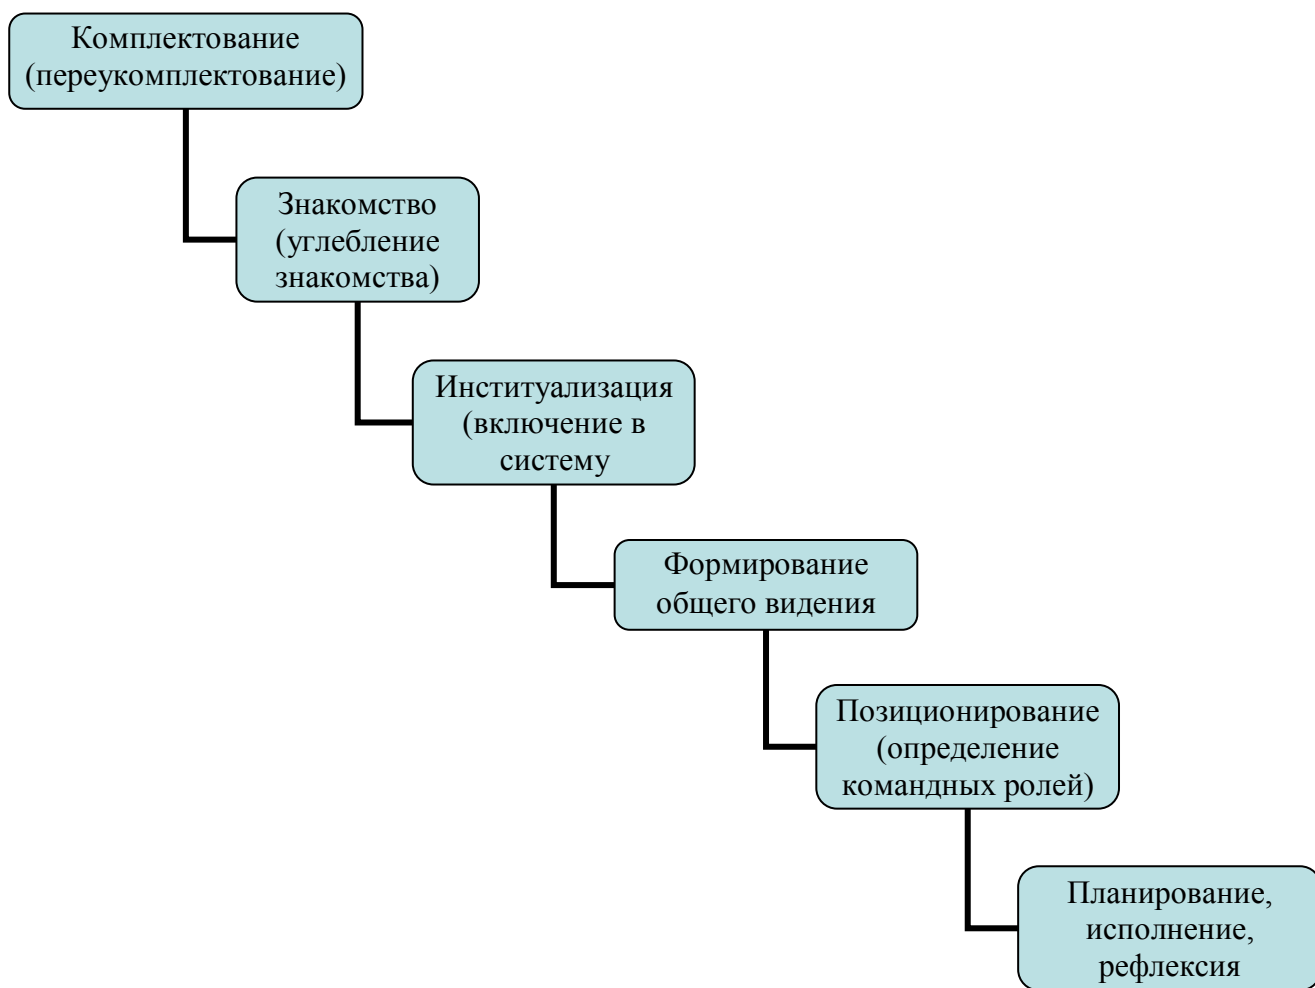 Комплектование
(переукомплектование)
Знакомство
(углебление
знакомства)
Институализация
(включение в
систему
Формирование
общего видения
Позиционирование
(определение
командных ролей)
Планирование,
исполнение,
рефлексия